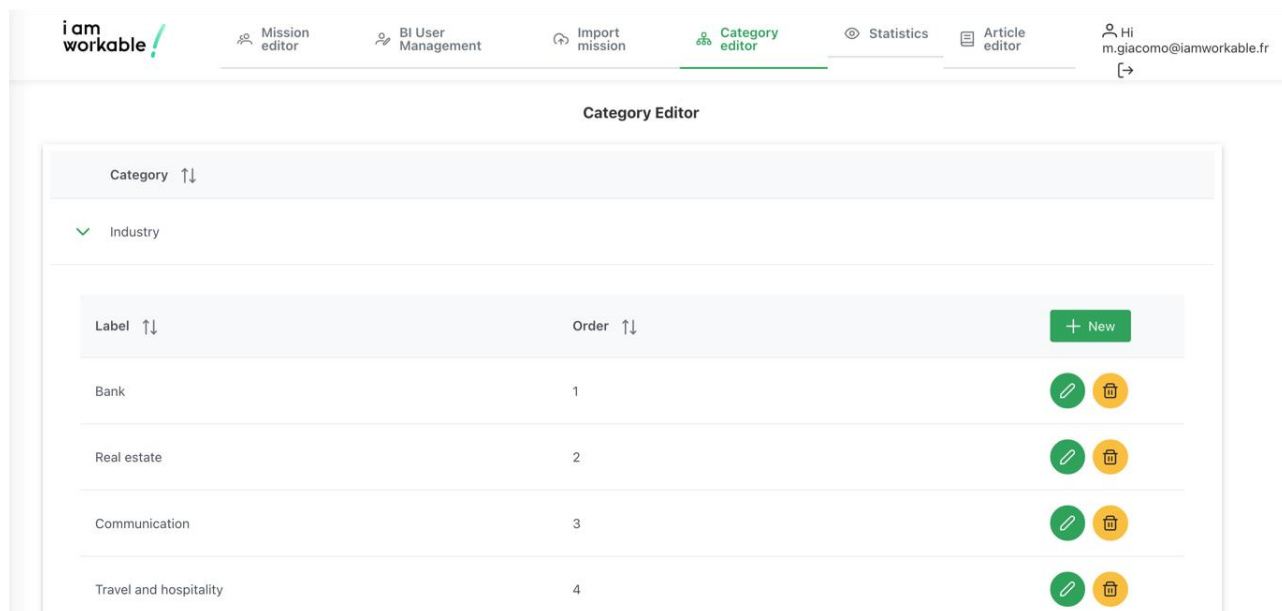 i am
workable!
Mission
editor
BI User
Management
Import
mission
Category
editor
Statistics
Article
editor
Hi
m.giacomo@iamworkable.fr
Category Editor
Category
Industry
Label Order + New
Bank 1
Real estate 2
Communication 3
Travel and hospitality 4